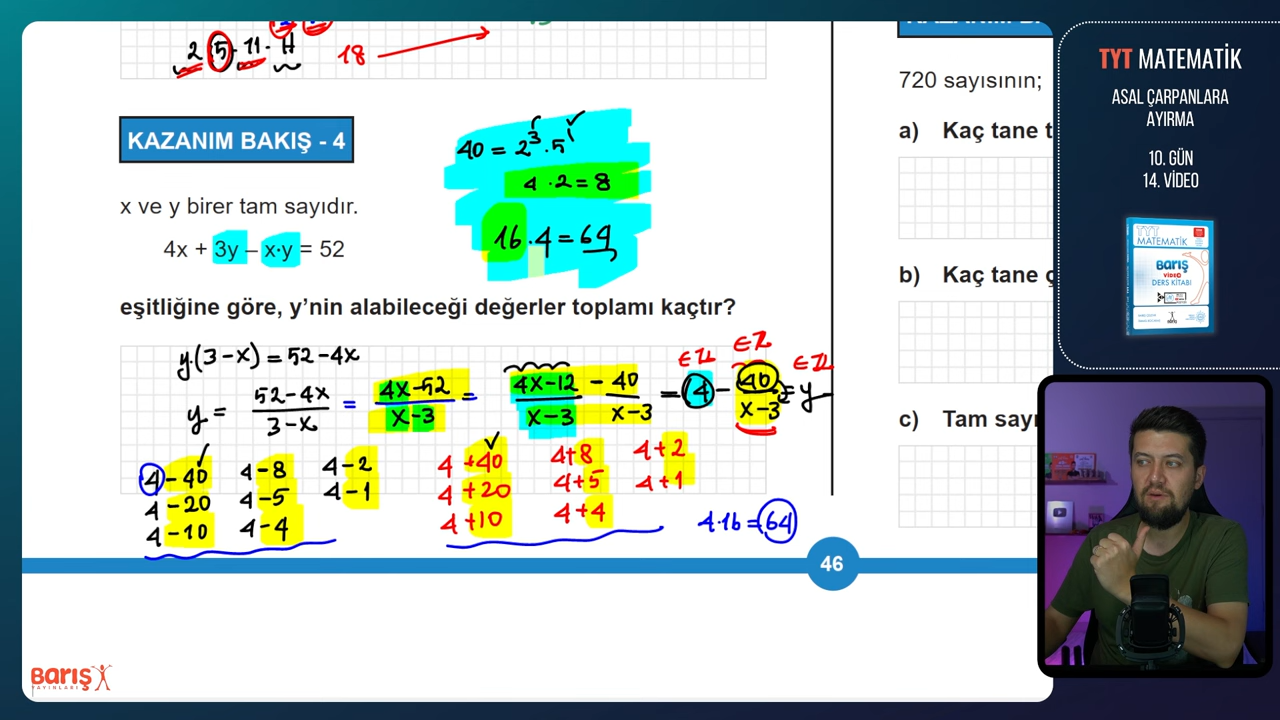 2 · 5 · 11 · 11
18
KAZANIM BAKIŞ - 4
40 = 2³ · 5¹
4 · 2 = 8
16 · 4 = 64
x ve y birer tam sayıdır.
4x + 3y – x·y = 52
eşitliğine göre, y’nin alabileceği değerler toplamı kaçtır?
y·(3-x) = 52-4x
y = 52-4x / 3-x = 4x-52 / x-3 = 4x-12 / x-3 - 40 / x-3 = 4 - 40 / x-3 = y
∈Z ∈Z ∈Z
4-40 4-8 4-2
4-20 4-5 4-1
4-10 4-4
4+40 4+8 4+2
4+20 4+5 4+1
4+10 4+4
4·16 = 64
46
720 sayısının;
a) Kaç tane t
b) Kaç tane ç
c) Tam sayı
TYT MATEMATİK
ASAL ÇARPANLARA
AYIRMA
10. GÜN
14. VİDEO
TYT
MATEMATİK
BARIŞ
VİDEO
DERS KİTABI
BARIŞ
YAYINLARI